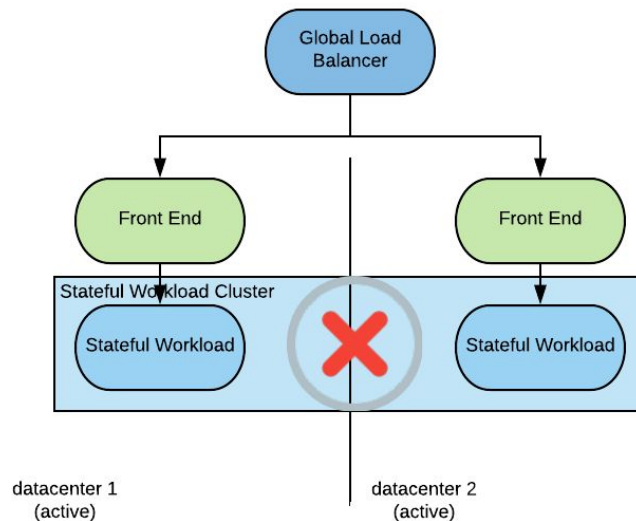 Global Load
Balancer
Front End
Front End
Stateful Workload Cluster
Stateful Workload
Stateful Workload
datacenter 1
(active)
datacenter 2
(active)